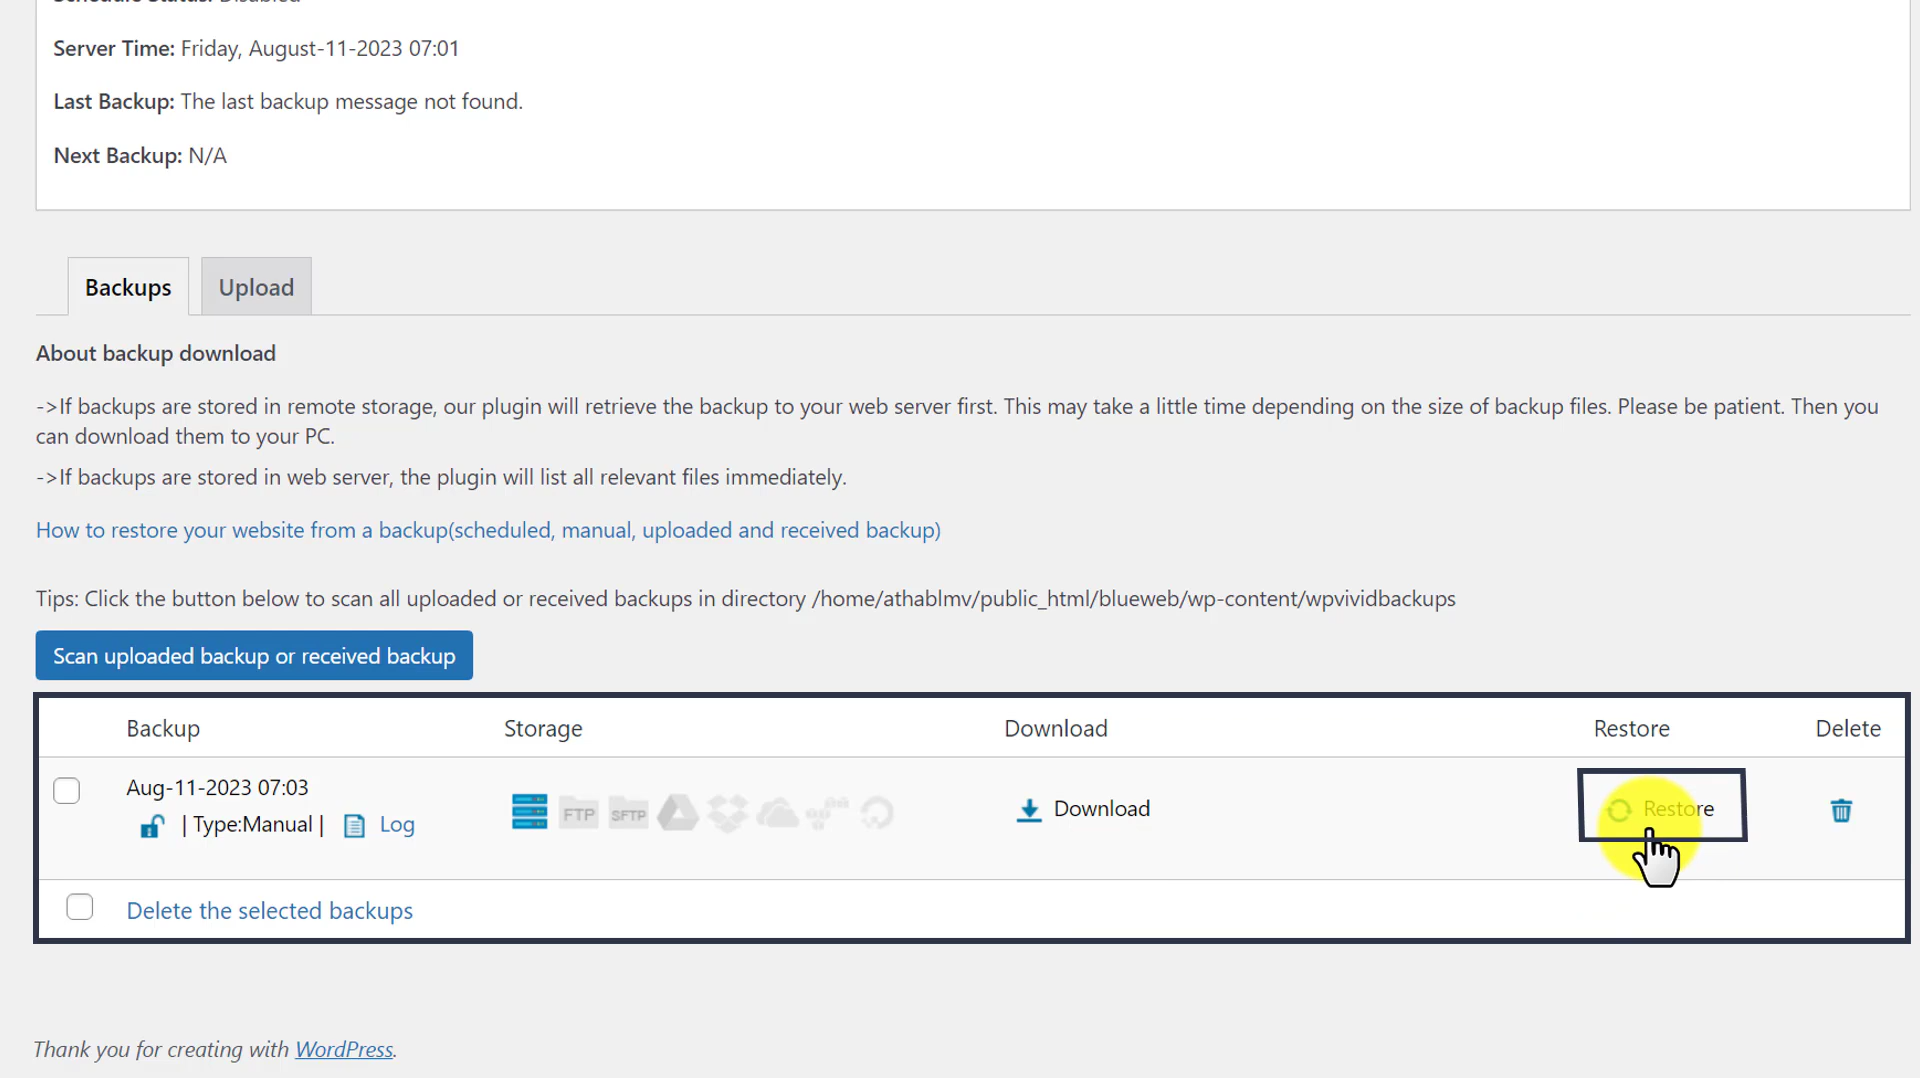 Schedule Status: Disabled
Server Time: Friday, August-11-2023 07:01
Last Backup: The last backup message not found.
Next Backup: N/A
Backups Upload
About backup download
->If backups are stored in remote storage, our plugin will retrieve the backup to your web server first. This may take a little time depending on the size of backup files. Please be patient. Then you
can download them to your PC.
->If backups are stored in web server, the plugin will list all relevant files immediately.
How to restore your website from a backup(scheduled, manual, uploaded and received backup)
Tips: Click the button below to scan all uploaded or received backups in directory /home/athablmv/public_html/blueweb/wp-content/wpvividbackups
Scan uploaded backup or received backup
Backup Storage Download Restore Delete
Aug-11-2023 07:03
FTP SFTP Download Restore
| Type:Manual | Log
Delete the selected backups
Thank you for creating with WordPress.